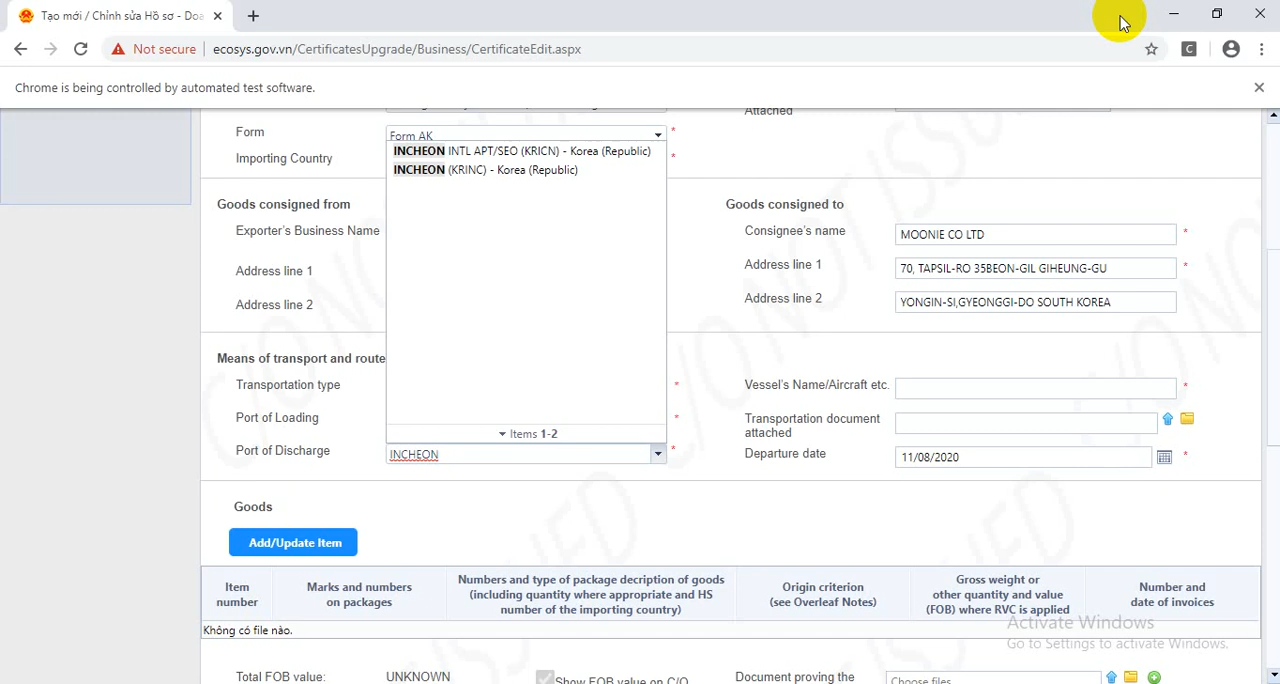 Tạo mới / Chỉnh sửa Hồ sơ - Doa
Not secure
ecosys.gov.vn/CertificatesUpgrade/Business/CertificateEdit.aspx
C
Chrome is being controlled by automated test software.
Attached
Form
Form AK
*
Importing Country
*
INCHEON INTL APT/SEO (KRICN) - Korea (Republic)
INCHEON (KRINC) - Korea (Republic)
Items 1-2
Goods consigned from
Exporter's Business Name
Address line 1
Address line 2
Goods consigned to
Consignee's name
MOONIE CO LTD
*
Address line 1
70, TAPSIL-RO 35BEON-GIL GIHEUNG-GU
*
Address line 2
YONGIN-SI,GYEONGGI-DO SOUTH KOREA
Means of transport and route
Transportation type
*
Port of Loading
*
Port of Discharge
INCHEON
*
Vessel's Name/Aircraft etc.
*
Transportation document
attached
Departure date
11/08/2020
*
Goods
Add/Update Item
Item
number
Marks and numbers
on packages
Numbers and type of package decription of goods
(including quantity where appropriate and HS
number of the importing country)
Origin criterion
(see Overleaf Notes)
Gross weight or
other quantity and value
(FOB) where RVC is applied
Number and
date of invoices
Không có file nào.
Activate Windows
Go to Settings to activate Windows.
Total FOB value:
UNKNOWN
Show FOB value on C/O
Document proving the
Choose files